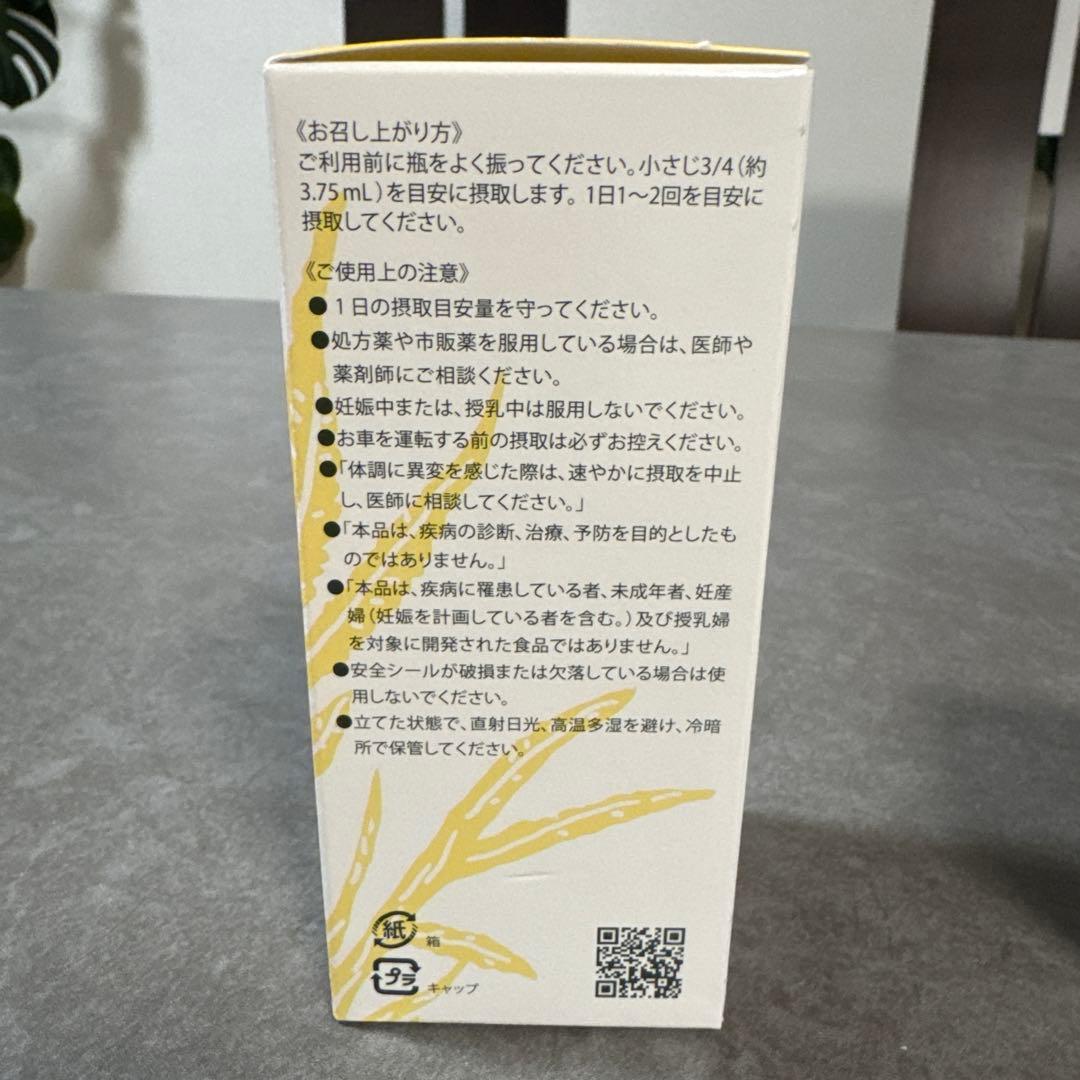 《お召し上がり方》
ご利用前に瓶をよく振ってください。小さじ3/4（約
3.75mL）を目安に摂取します。1日1〜2回を目安に
摂取してください。
《ご使用上の注意》
●1日の摂取目安量を守ってください。
●処方薬や市販薬を服用している場合は、医師や
薬剤師にご相談ください。
●妊娠中または、授乳中は服用しないでください。
●お車を運転する前の摂取は必ずお控えください。
●「体調に異変を感じた際は、速やかに摂取を中止
し、医師に相談してください。」
●「本品は、疾病の診断、治療、予防を目的としたも
のではありません。」
●「本品は、疾病に罹患している者、未成年者、妊産
婦（妊娠を計画している者を含む。）及び授乳婦
を対象に開発された食品ではありません。」
●安全シールが破損または欠落している場合は使
用しないでください。
●立てた状態で、直射日光、高温多湿を避け、冷暗
所で保管してください。
紙 箱
プラ キャップ